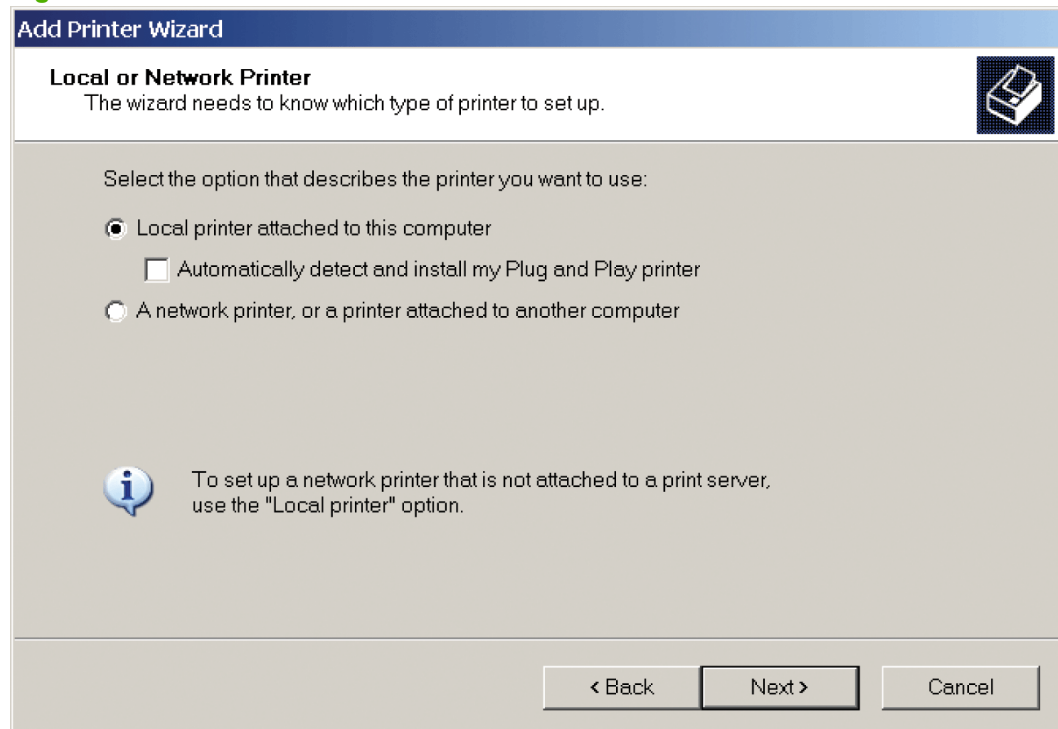 Add Printer Wizard
Local or Network Printer
The wizard needs to know which type of printer to set up.
Select the option that describes the printer you want to use:
Local printer attached to this computer
Automatically detect and install my Plug and Play printer
A network printer, or a printer attached to another computer
To set up a network printer that is not attached to a print server,
use the "Local printer" option.
< Back
Next >
Cancel